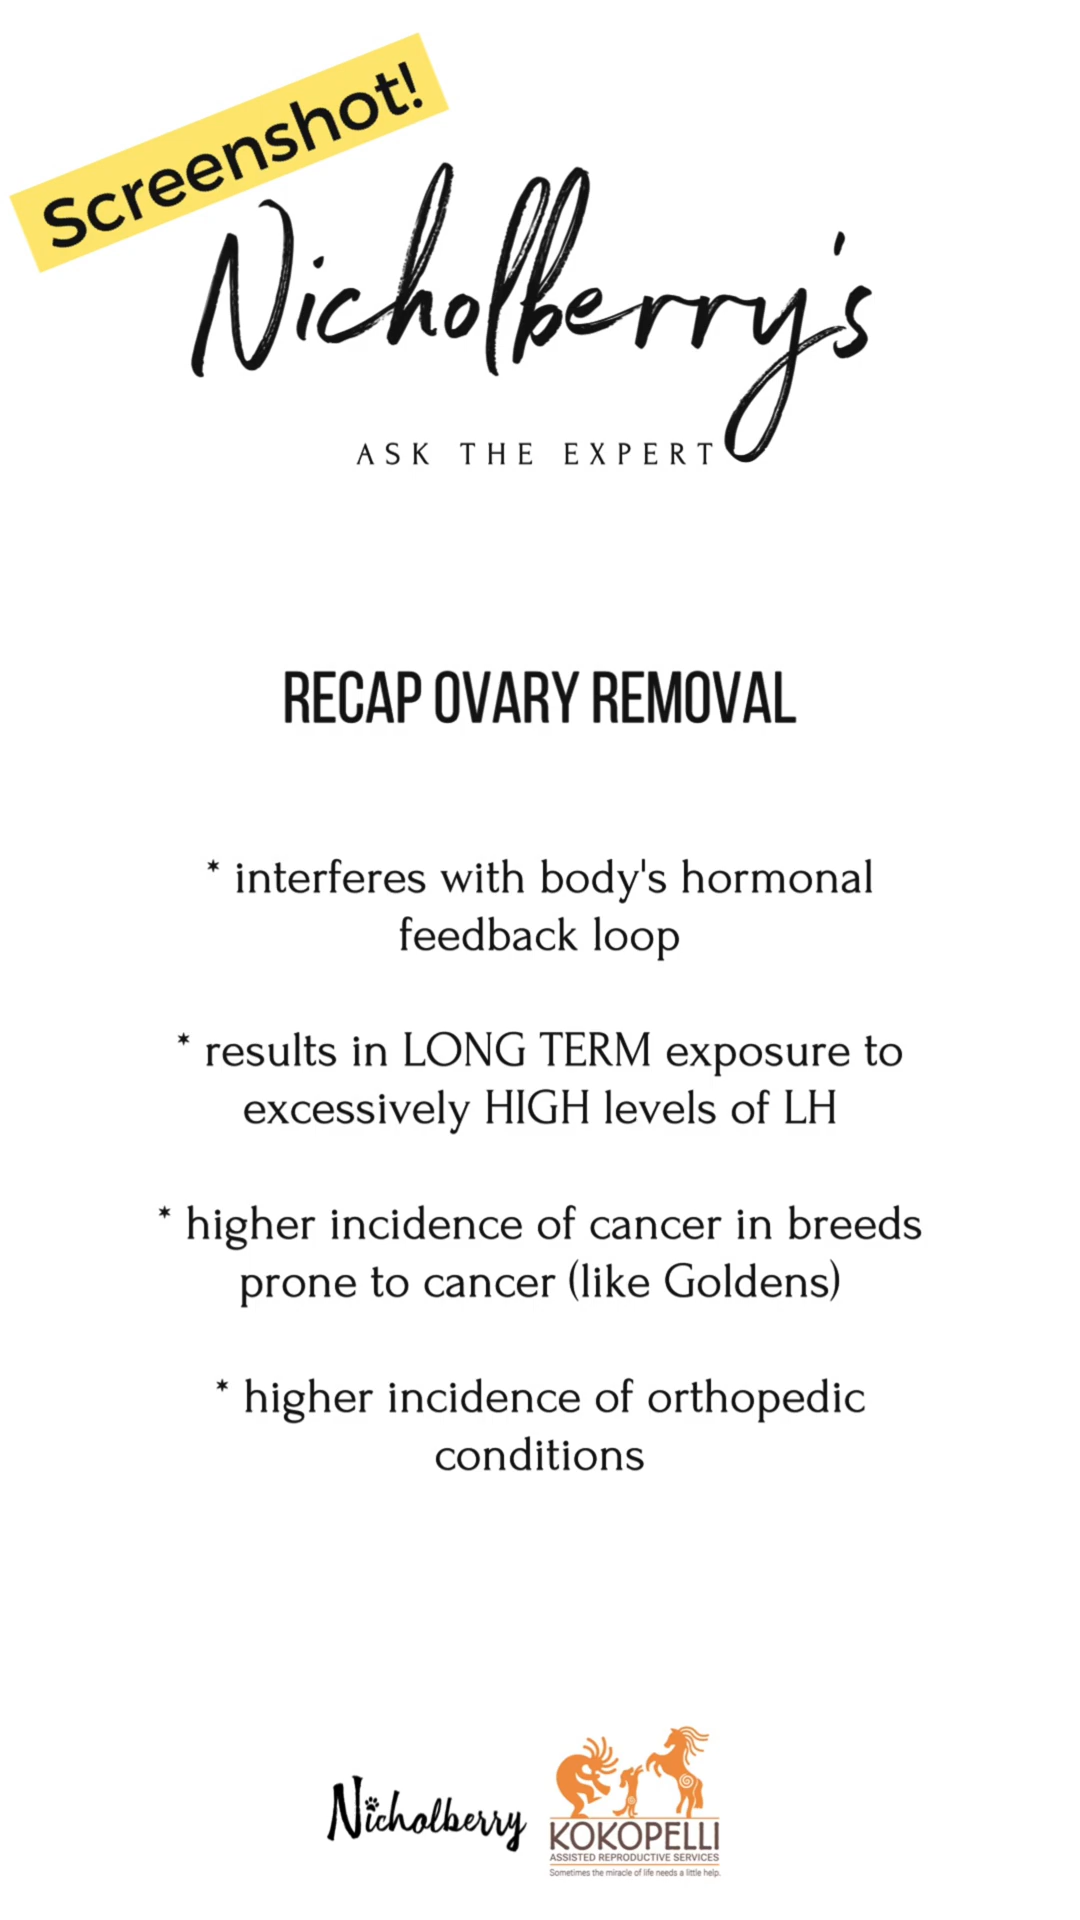 Screenshot!
Nicholberry's
ASK THE EXPERT
RECAP OVARY REMOVAL
* interferes with body's hormonal
feedback loop
* results in LONG TERM exposure to
excessively HIGH levels of LH
* higher incidence of cancer in breeds
prone to cancer (like Goldens)
* higher incidence of orthopedic
conditions
Nicholberry
KOKOPELLI
ASSISTED REPRODUCTIVE SERVICES
Sometimes the miracle of life needs a little help.